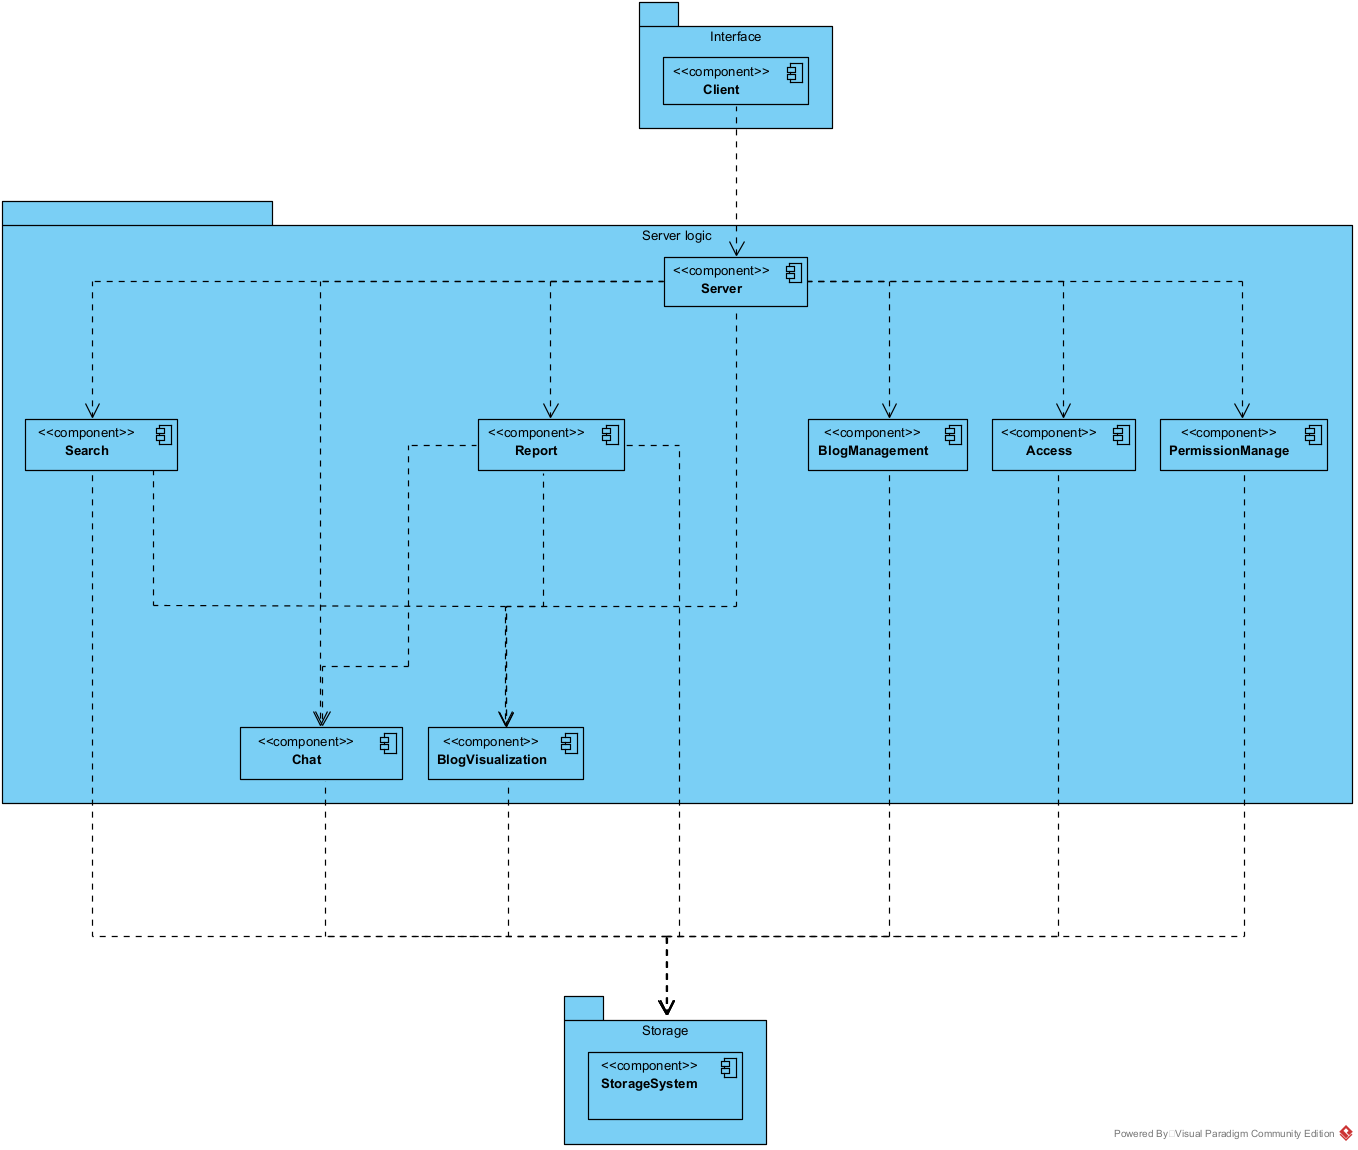 Interface
<<component>>
Client
Server logic
<<component>>
Server
<<component>>
Search
<<component>>
Report
<<component>>
BlogManagement
<<component>>
Access
<<component>>
PermissionManage
<<component>>
Chat
<<component>>
BlogVisualization
Storage
<<component>>
StorageSystem
Powered By Visual Paradigm Community Edition